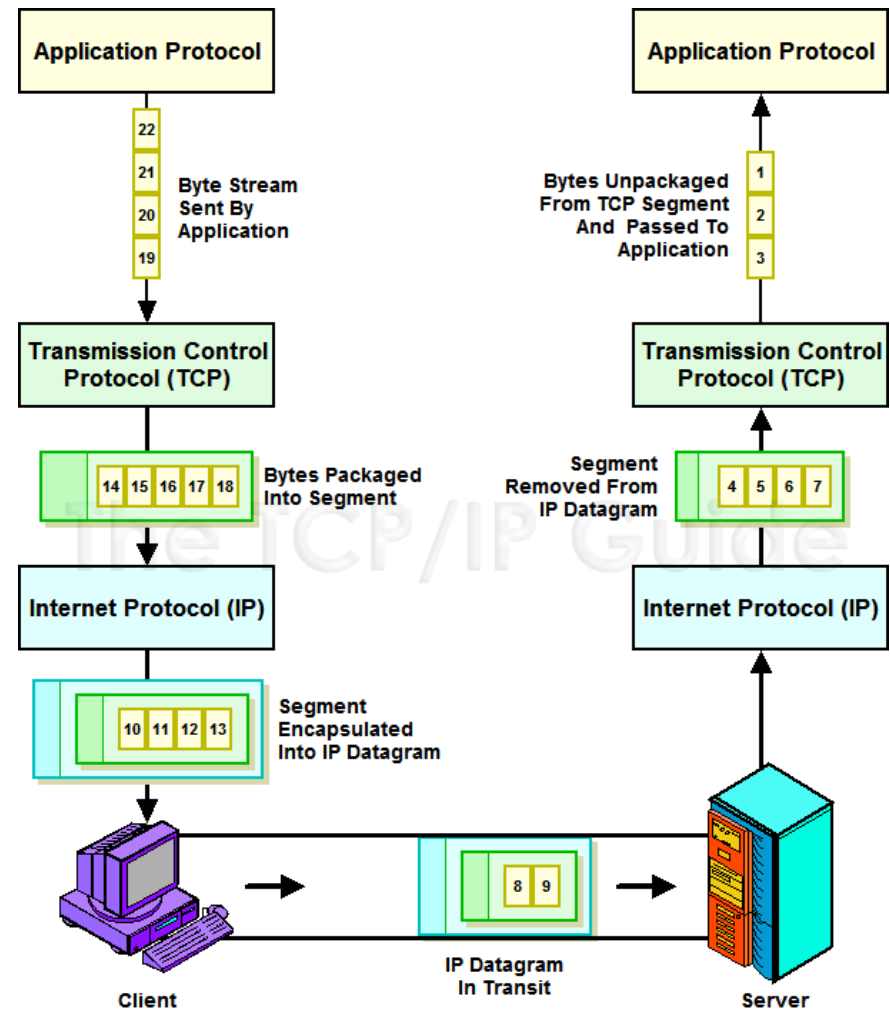 Application Protocol
Application Protocol
22
21
20
19
Byte Stream
Sent By
Application
Bytes Unpackaged
From TCP Segment
And Passed To
Application
1
2
3
Transmission Control
Protocol (TCP)
Transmission Control
Protocol (TCP)
14 15 16 17 18
Bytes Packaged
Into Segment
Segment
Removed From
IP Datagram
4 5 6 7
The TCP/IP Guide
Internet Protocol (IP)
Internet Protocol (IP)
10 11 12 13
Segment
Encapsulated
Into IP Datagram
8 9
IP Datagram
In Transit
Client
Server